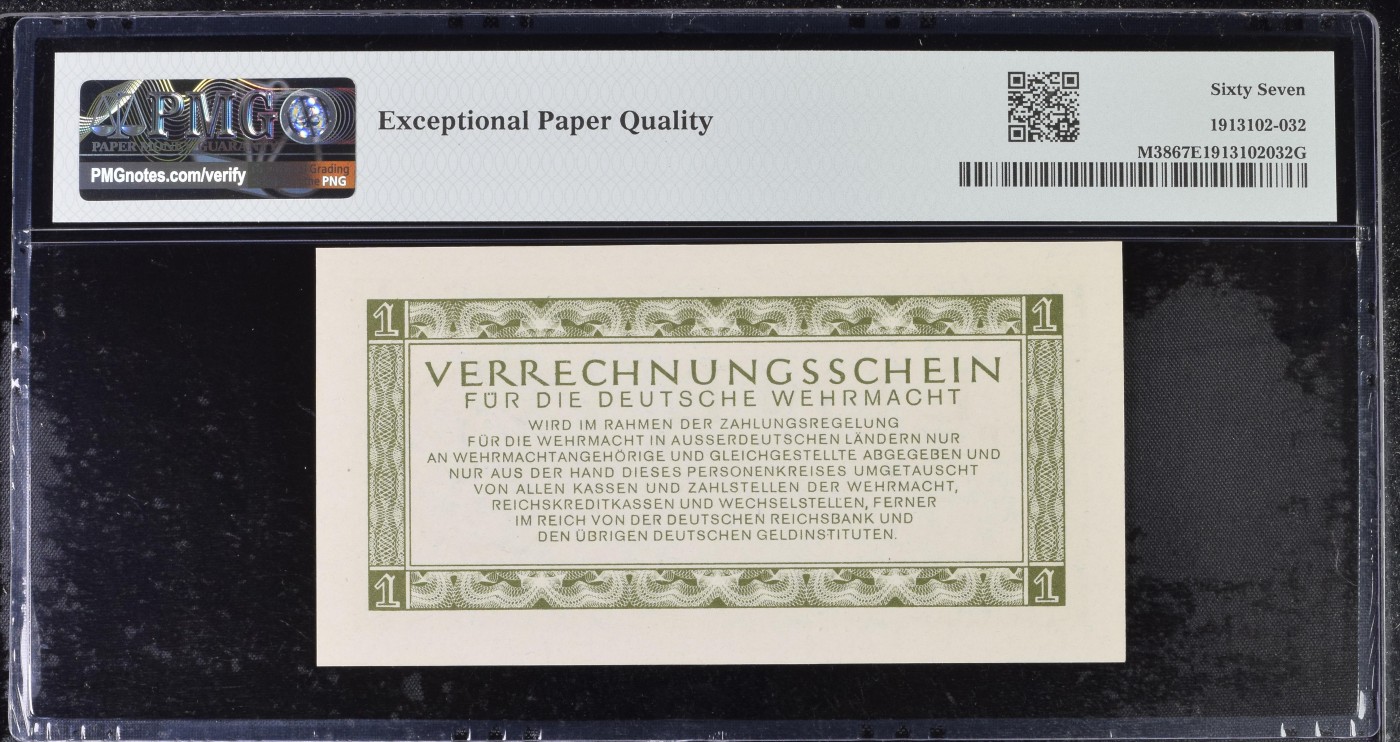 PMG
PAPER MONEY GUARANTY
PMGnotes.com/verify
Grading
the PNG
Exceptional Paper Quality
Sixty Seven
1913102-032
M3867E1913102032G
1
1
VERRECHNUNGSSCHEIN
FÜR DIE DEUTSCHE WEHRMACHT
WIRD IM RAHMEN DER ZAHLUNGSREGELUNG
FÜR DIE WEHRMACHT IN AUSSERDEUTSCHEN LÄNDERN NUR
AN WEHRMACHTANGEHÖRIGE UND GLEICHGESTELLTE ABGEGEBEN UND
NUR AUS DER HAND DIESES PERSONENKREISES UMGETAUSCHT
VON ALLEN KASSEN UND ZAHLSTELLEN DER WEHRMACHT,
REICHSKREDITKASSEN UND WECHSELSTELLEN, FERNER
IM REICH VON DER DEUTSCHEN REICHSBANK UND
DEN ÜBRIGEN DEUTSCHEN GELDINSTITUTEN.
1
1